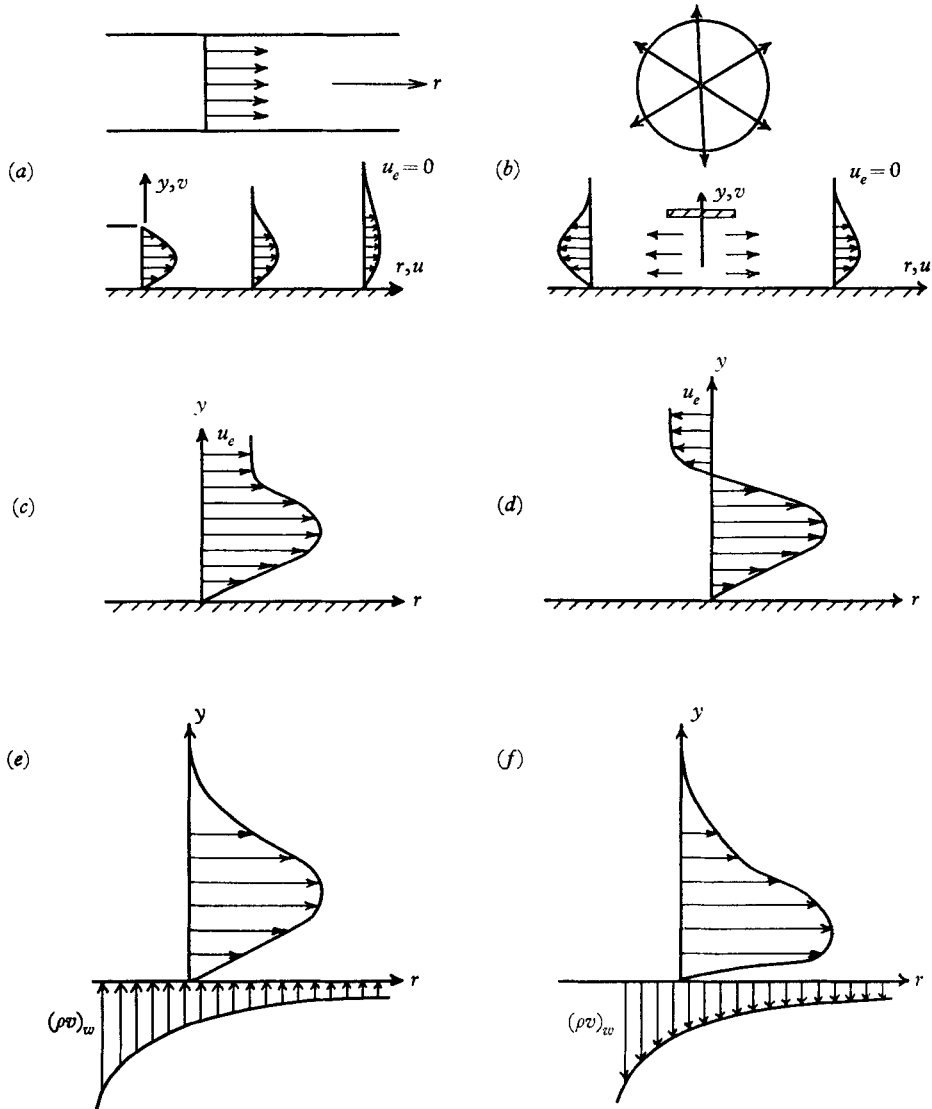 r
(a)
y, v
u_e = 0
r, u
(b)
y, v
u_e = 0
r, u
(c)
y
u_e
r
(d)
y
u_e
r
(e)
y
r
(ρv)_w
(f)
y
r
(ρv)_w